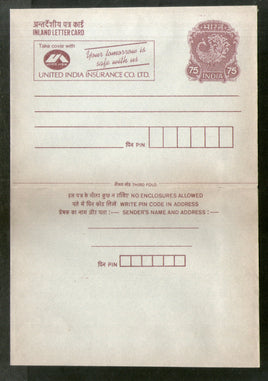 अन्तर्देशीय पत्र कार्ड
INLAND LETTER CARD
Take cover with
Your tomorrow is
safe with us
UNITED INDIA INSURANCE CO. LTD.
भारत
75 75
INDIA
पिन PIN
तीसरा मोड़ THIRD FOLD
इस पत्र के भीतर कुछ न रखिये NO ENCLOSURES ALLOWED
पते में पिन कोड लिखें WRITE PIN CODE IN ADDRESS
प्रेषक का नाम और पता :— SENDER'S NAME AND ADDRESS :—
पिन PIN